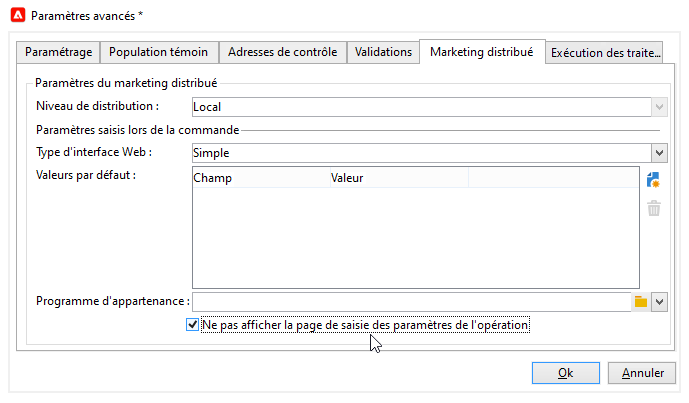 Paramètres avancés *
Paramétrage Population témoin Adresses de contrôle Validations Marketing distribué Exécution des traite...
Paramètres du marketing distribué
Niveau de distribution : Local
Paramètres saisis lors de la commande
Type d'interface Web : Simple
Valeurs par défaut : Champ Valeur
Programme d'appartenance :
Ne pas afficher la page de saisie des paramètres de l'opération
Ok Annuler